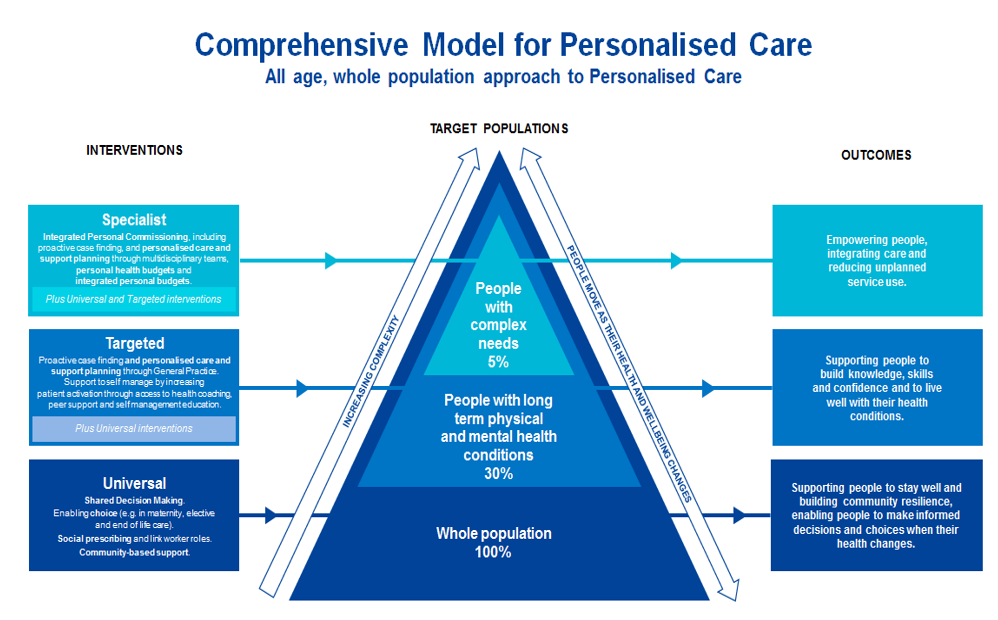 Comprehensive Model for Personalised Care
All age, whole population approach to Personalised Care
TARGET POPULATIONS
INTERVENTIONS
OUTCOMES
Specialist
Integrated Personal Commissioning, including
proactive case finding, and personalised care and
support planning through multidisciplinary teams,
personal health budgets and
integrated personal budgets.
Plus Universal and Targeted interventions
Targeted
Proactive case finding and personalised care and
support planning through General Practice.
Support to self manage by increasing
patient activation through access to health coaching,
peer support and self management education.
Plus Universal interventions
Universal
Shared Decision Making.
Enabling choice (e.g. in maternity, elective
and end of life care).
Social prescribing and link worker roles.
Community-based support.
INCREASING COMPLEXITY
People
with
complex
needs
5%
People with long
term physical
and mental health
conditions
30%
Whole population
100%
PEOPLE MOVE AS THEIR HEALTH AND WELLBEING CHANGES
Empowering people,
integrating care and
reducing unplanned
service use.
Supporting people to
build knowledge, skills
and confidence and to live
well with their health
conditions.
Supporting people to stay well and
building community resilience,
enabling people to make informed
decisions and choices when their
health changes.